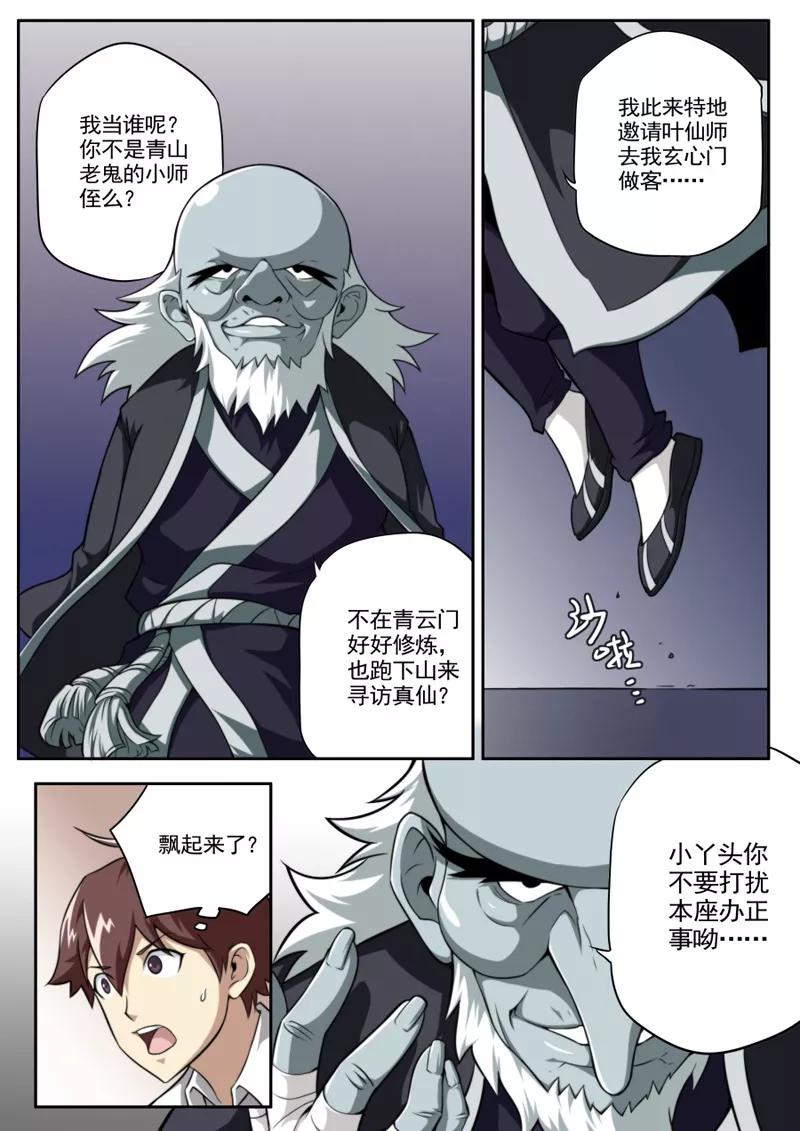 我当谁呢？
你不是青山
老鬼的小师
侄么？
不在青云门
好好修炼，
也跑下山来
寻访真仙？
我此来特地
邀请叶仙师
去我玄心门
做客……
飘起来了？
小丫头你
不要打扰
本座办正
事呦……